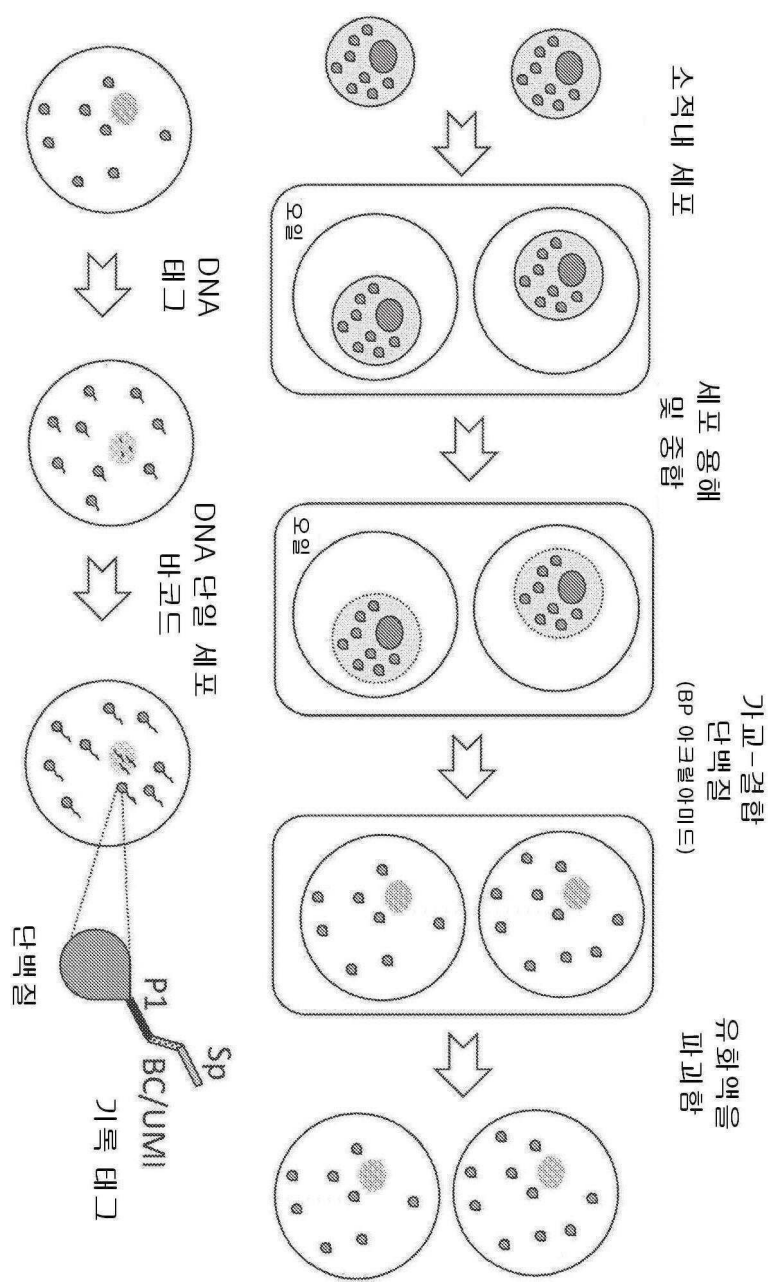 소적내 세포
오일
세포 용해
및 중합
오일
가교-결합
단백질
(BP 아크릴아미드)
유화액을
파괴함
DNA
태그
DNA 단일 세포
바코드
단백질
P1
BC/UMI
Sp
기록 태그